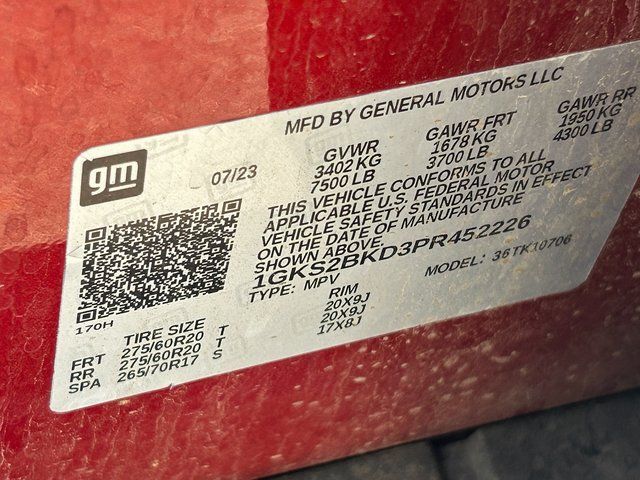 MFD BY GENERAL MOTORS LLC
gm
07/23
GVWR GAWR FRT GAWR RR
3402 KG 1678 KG 1950 KG
7500 LB 3700 LB 4300 LB
THIS VEHICLE CONFORMS TO ALL
APPLICABLE U.S. FEDERAL MOTOR
VEHICLE SAFETY STANDARDS IN EFFECT
ON THE DATE OF MANUFACTURE
SHOWN ABOVE.
1GKS2BKD3PR452226
TYPE: MPV MODEL: 36TK10706
170H
TIRE SIZE RIM
FRT 275/60R20 T 20X9J
RR 275/60R20 T 20X9J
SPA 265/70R17 S 17X8J